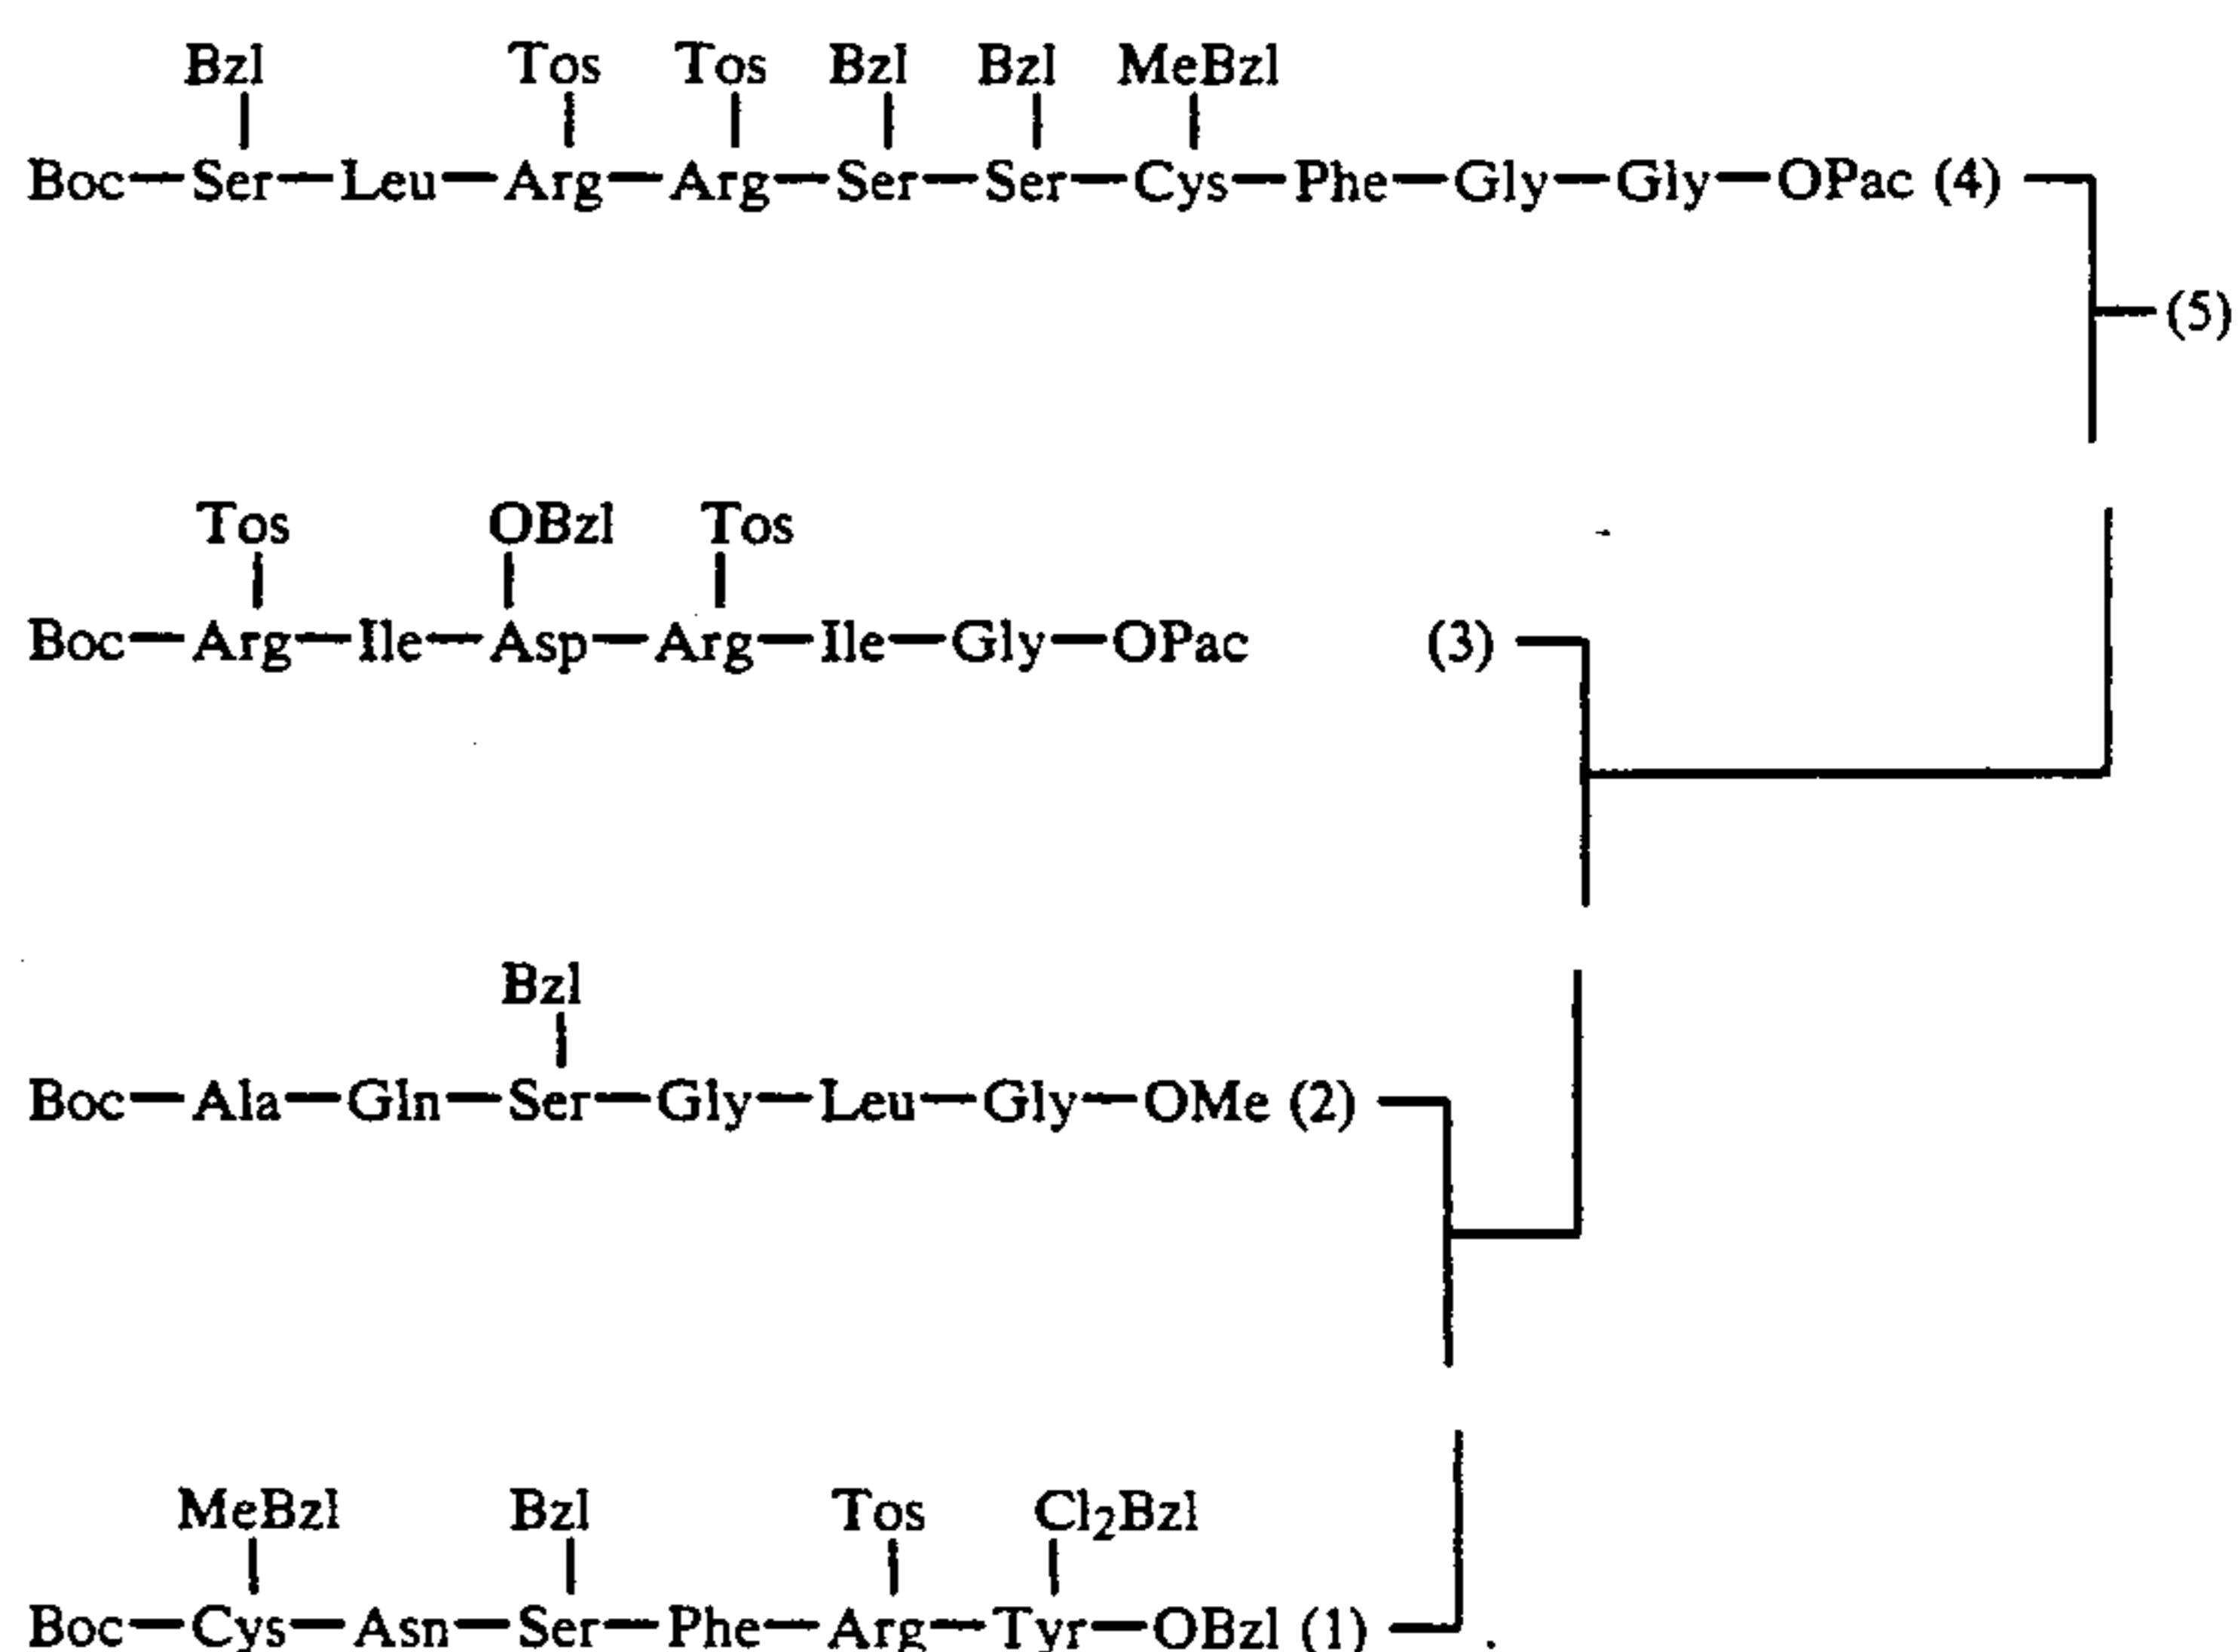 Bzl Tos Tos Bzl Bzl MeBzl
Boc—Ser—Leu—Arg—Arg—Ser—Ser—Cys—Phe—Gly—Gly—OPac (4)
(5)
Tos OBzl Tos
Boc—Arg—Ile—Asp—Arg—Ile—Gly—OPac (3)
Bzl
Boc—Ala—Gln—Ser—Gly—Leu—Gly—OMe (2)
MeBzl Bzl Tos Cl₂Bzl
Boc—Cys—Asn—Ser—Phe—Arg—Tyr—OBzl (1)